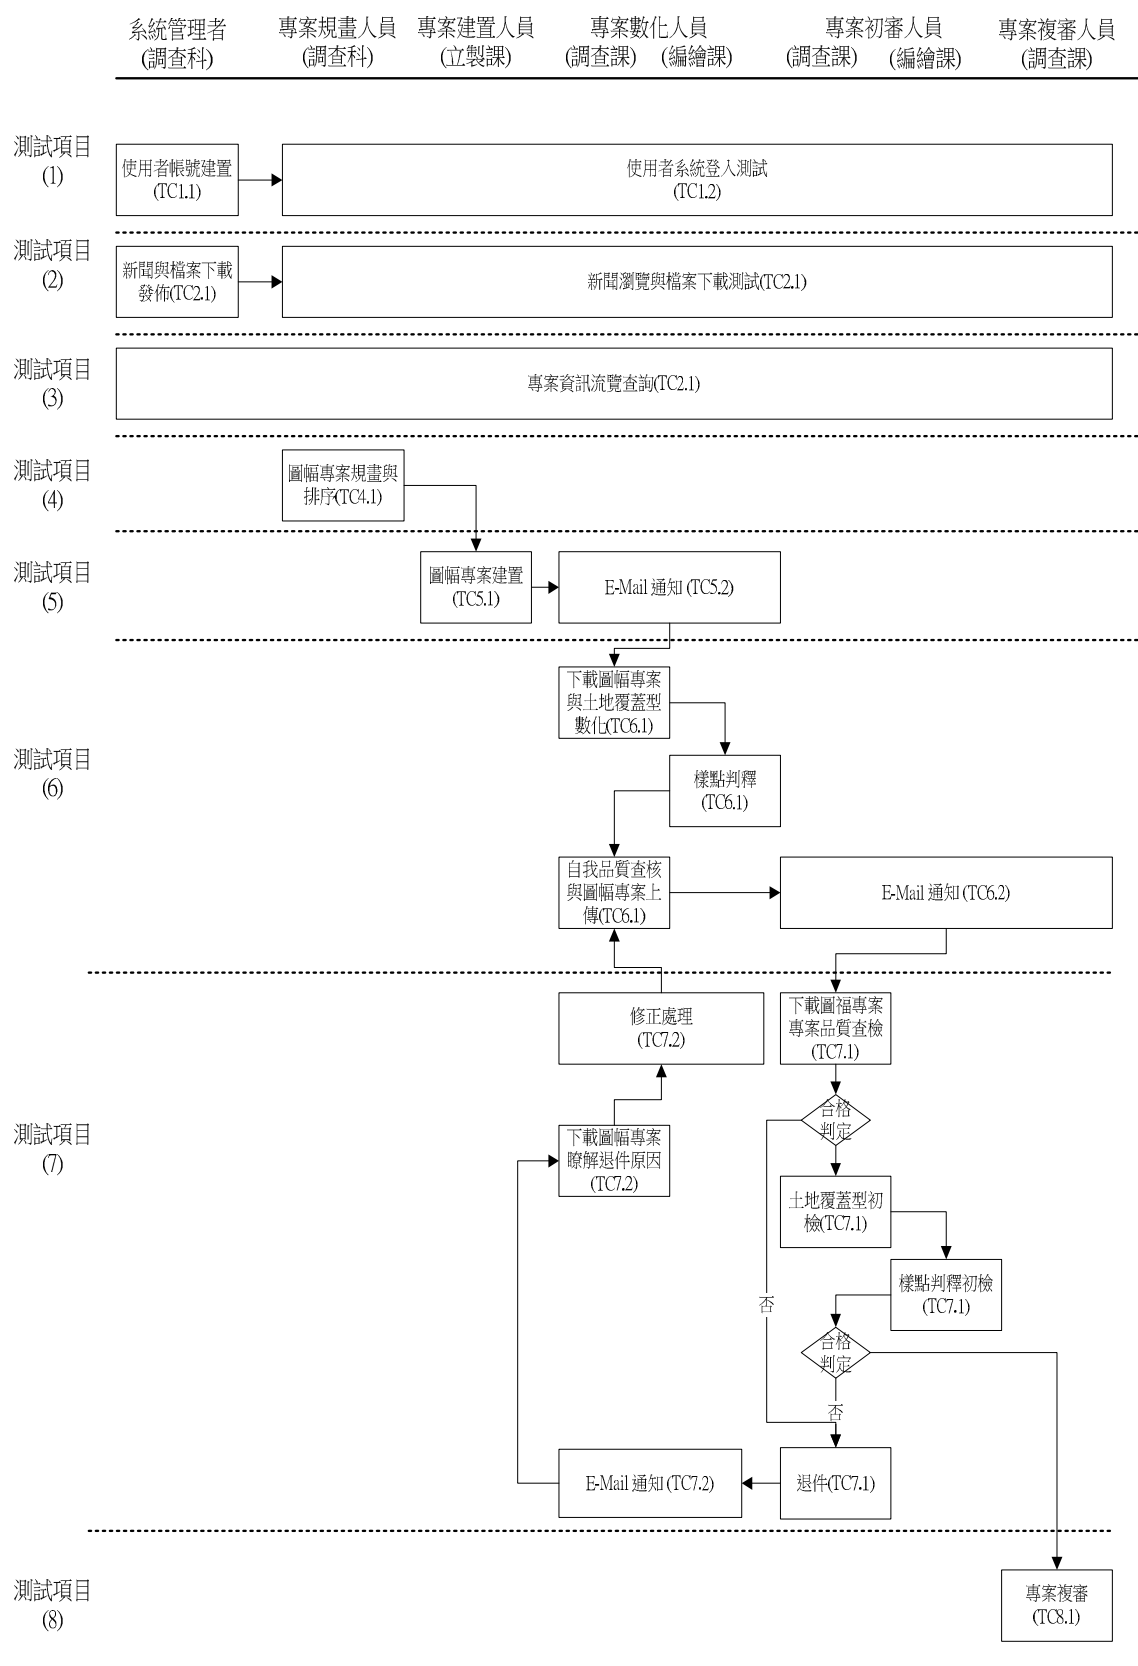 系統管理者
(調查科)
專案規畫人員
(調查科)
專案建置人員
(立製課)
專案數化人員
(調查課) (編繪課)
專案初審人員
(調查課) (編繪課)
專案複審人員
(調查課)
測試項目
(1)
使用者帳號建置
(TC1.1)
使用者系統登入測試
(TC1.2)
測試項目
(2)
新聞與檔案下載
發佈(TC2.1)
新聞瀏覽與檔案下載測試(TC2.1)
測試項目
(3)
專案資訊流覽查詢(TC2.1)
測試項目
(4)
圖幅專案規畫與
排序(TC4.1)
測試項目
(5)
圖幅專案建置
(TC5.1)
E-Mail 通知 (TC5.2)
測試項目
(6)
下載圖幅專案
與土地覆蓋型
數化(TC6.1)
樣點判釋
(TC6.1)
自我品質查核
與圖幅專案上
傳(TC6.1)
E-Mail 通知 (TC6.2)
測試項目
(7)
修正處理
(TC7.2)
下載圖福專案
專案品質查檢
(TC7.1)
合格
判定
下載圖幅專案
瞭解退件原因
(TC7.2)
土地覆蓋型初
檢(TC7.1)
樣點判釋初檢
(TC7.1)
否
合格
判定
否
E-Mail 通知 (TC7.2)
退件(TC7.1)
測試項目
(8)
專案複審
(TC8.1)